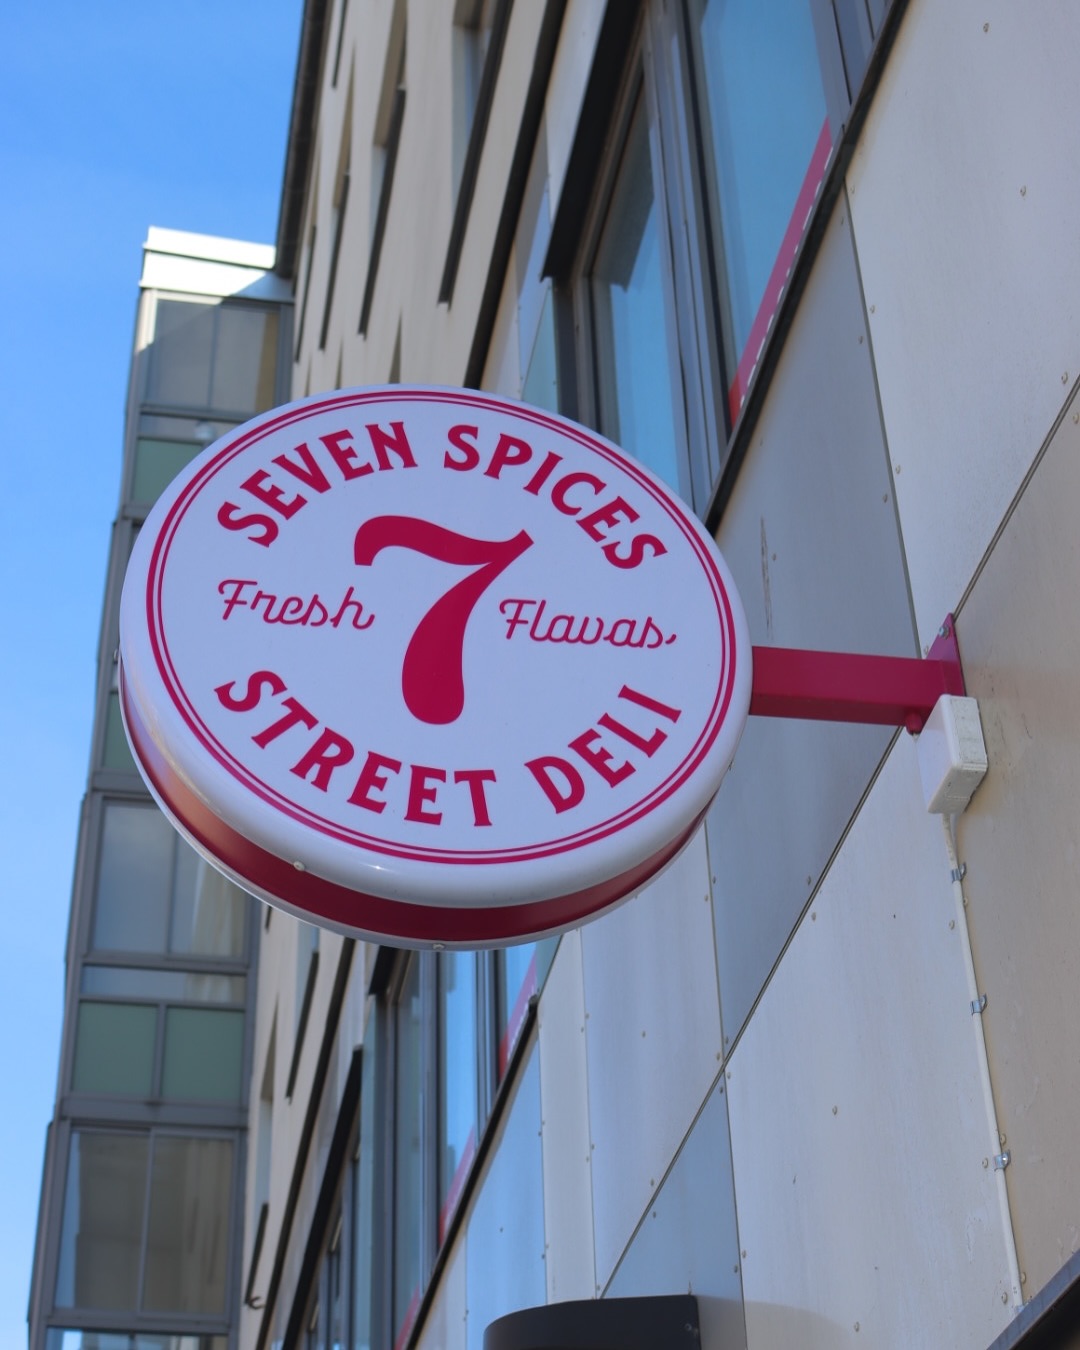 SEVEN SPICES
Fresh 7 Flavas
STREET DELI